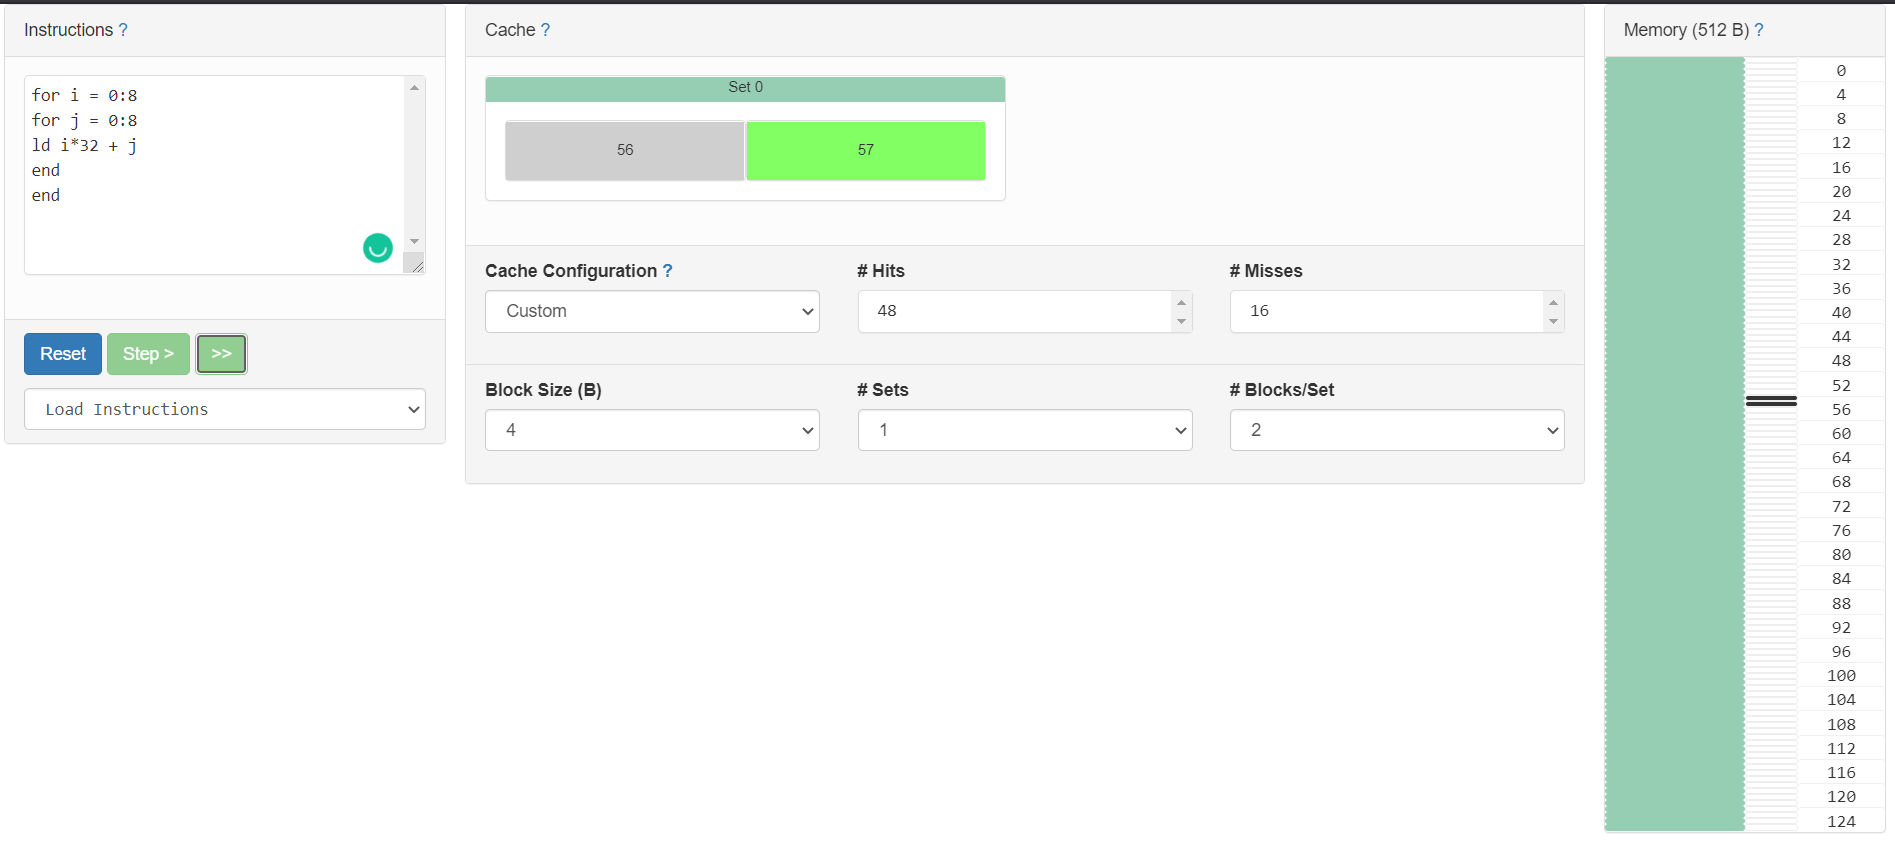 Instructions ?
for i = 0:8
for j = 0:8
ld i*32 + j
end
end
Reset
Step >
>>
Load Instructions
Cache ?
Set 0
56
57
Cache Configuration ?
# Hits
# Misses
Custom
48
16
Block Size (B)
# Sets
# Blocks/Set
4
1
2
Memory (512 B) ?
0
4
8
12
16
20
24
28
32
36
40
44
48
52
56
60
64
68
72
76
80
84
88
92
96
100
104
108
112
116
120
124